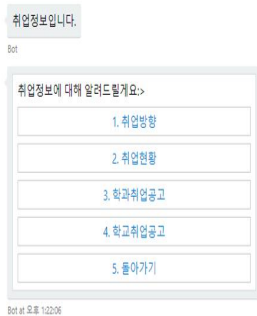 취업정보입니다.
Bot
취업정보에 대해 알려드릴게요:>
1. 취업방향
2. 취업현황
3. 학과취업공고
4. 학교취업공고
5. 돌아가기
Bot at 오후 1:22:06